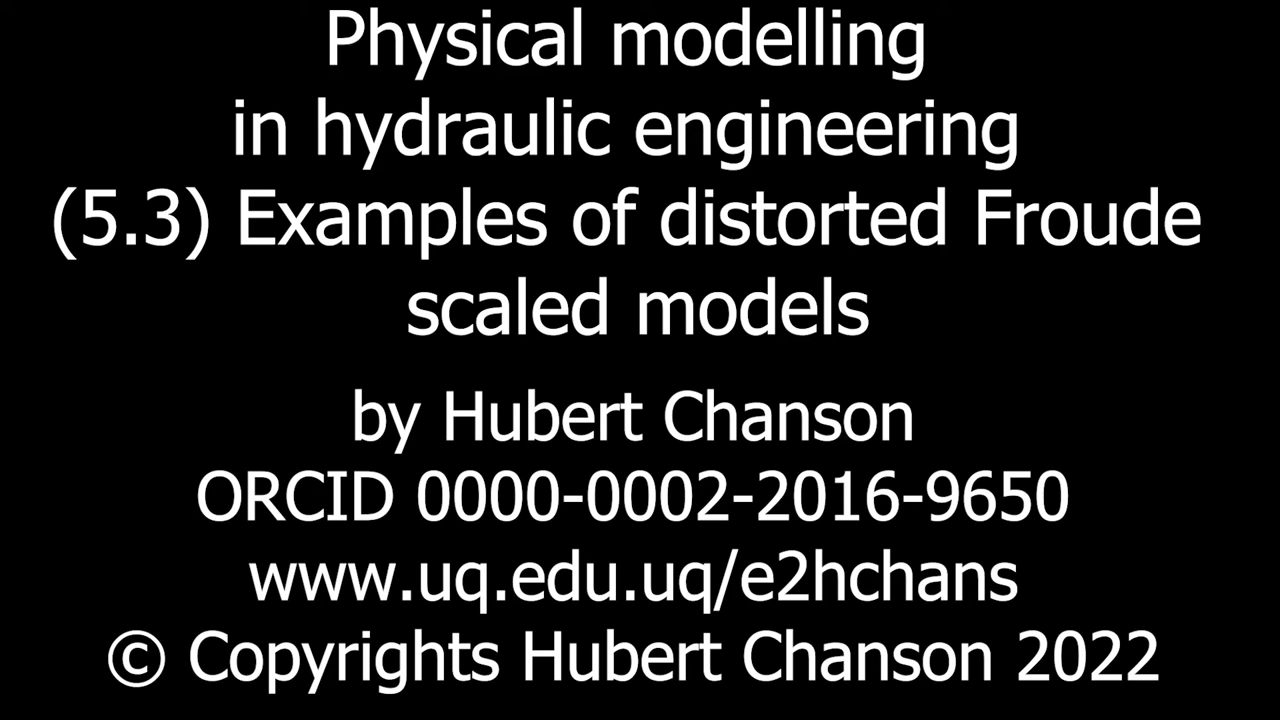 Physical modelling
in hydraulic engineering
(5.3) Examples of distorted Froude
scaled models
by Hubert Chanson
ORCID 0000-0002-2016-9650
www.uq.edu.uq/e2hchans
© Copyrights Hubert Chanson 2022